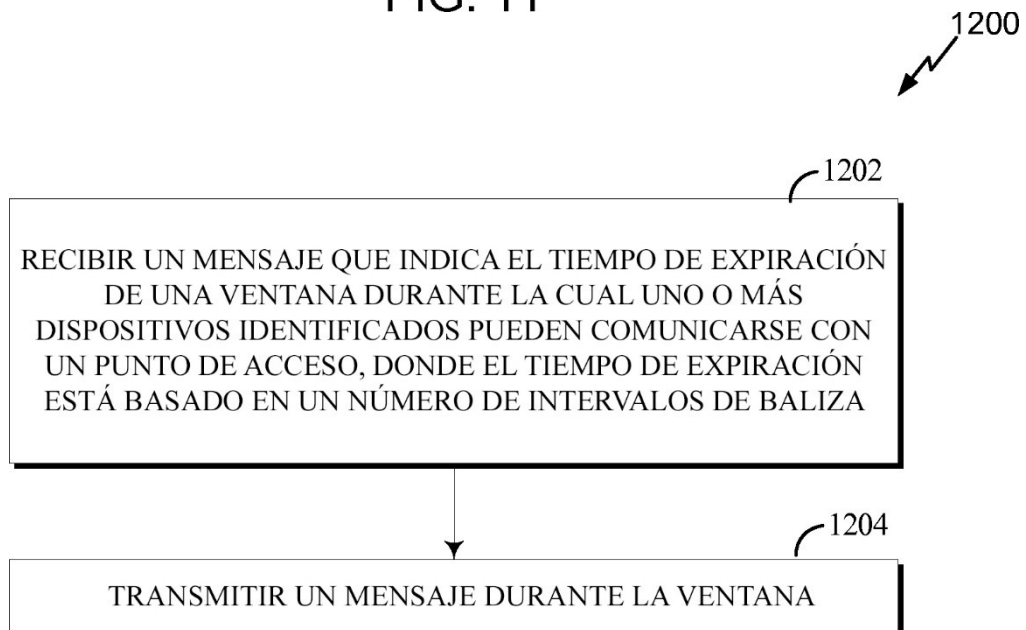 FIG. 11
1200
1202
RECIBIR UN MENSAJE QUE INDICA EL TIEMPO DE EXPIRACIÓN
DE UNA VENTANA DURANTE LA CUAL UNO O MÁS
DISPOSITIVOS IDENTIFICADOS PUEDEN COMUNICARSE CON
UN PUNTO DE ACCESO, DONDE EL TIEMPO DE EXPIRACIÓN
ESTÁ BASADO EN UN NÚMERO DE INTERVALOS DE BALIZA
1204
TRANSMITIR UN MENSAJE DURANTE LA VENTANA